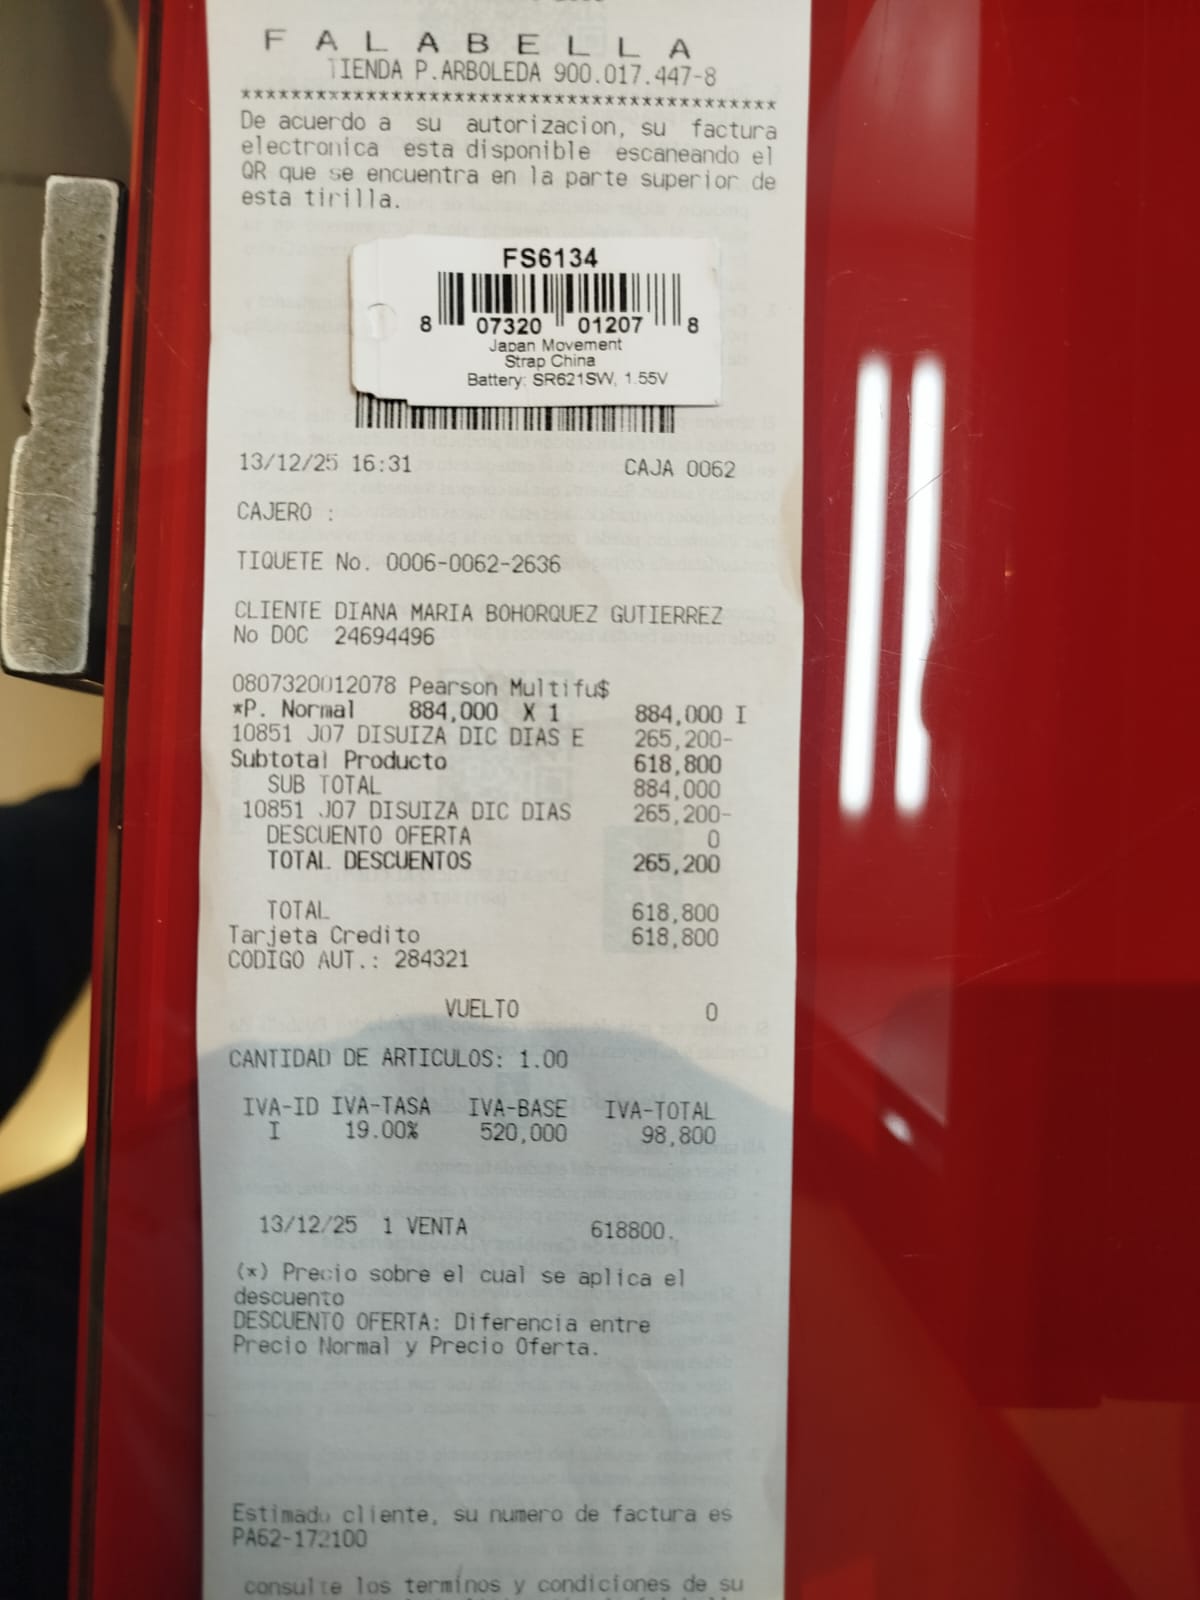 F A L A B E L L A
TIENDA P.ARBOLEDA 900.017.447-8
***********************************************
De acuerdo a su autorizacion, su factura
electronica esta disponible escaneando el
QR que se encuentra en la parte superior de
esta tirilla.
FS6134
8 07320 01207 8
Japan Movement
Strap China
Battery: SR621SW, 1.55V
13/12/25 16:31 CAJA 0062
CAJERO :
TIQUETE No. 0006-0062-2636
CLIENTE DIANA MARIA BOHORQUEZ GUTIERREZ
No DOC 24694496
0807320012078 Pearson Multifu$
*P. Normal 884,000 X 1 884,000 I
10851 J07 DISUIZA DIC DIAS E 265,200-
Subtotal Producto 618,800
SUB TOTAL 884,000
10851 J07 DISUIZA DIC DIAS 265,200-
DESCUENTO OFERTA 0
TOTAL DESCUENTOS 265,200
TOTAL 618,800
Tarjeta Credito 618,800
CODIGO AUT.: 284321
VUELTO 0
CANTIDAD DE ARTICULOS: 1.00
IVA-ID IVA-TASA IVA-BASE IVA-TOTAL
I 19.00% 520,000 98,800
13/12/25 1 VENTA 618800.
(*) Precio sobre el cual se aplica el
descuento
DESCUENTO OFERTA: Diferencia entre
Precio Normal y Precio Oferta.
Estimado cliente, su numero de factura es
PA62-172100
consulte los terminos y condiciones de su